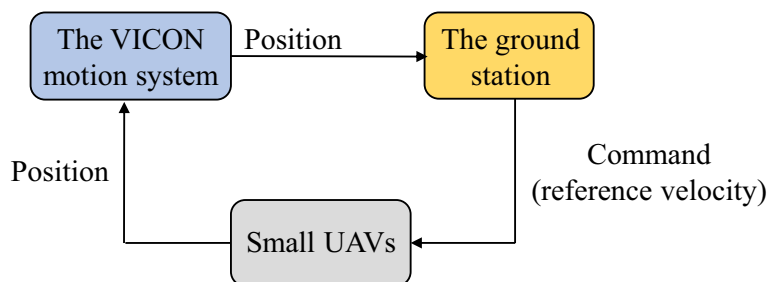 The VICON
motion system
Position
The ground
station
Position
Command
(reference velocity)
Small UAVs